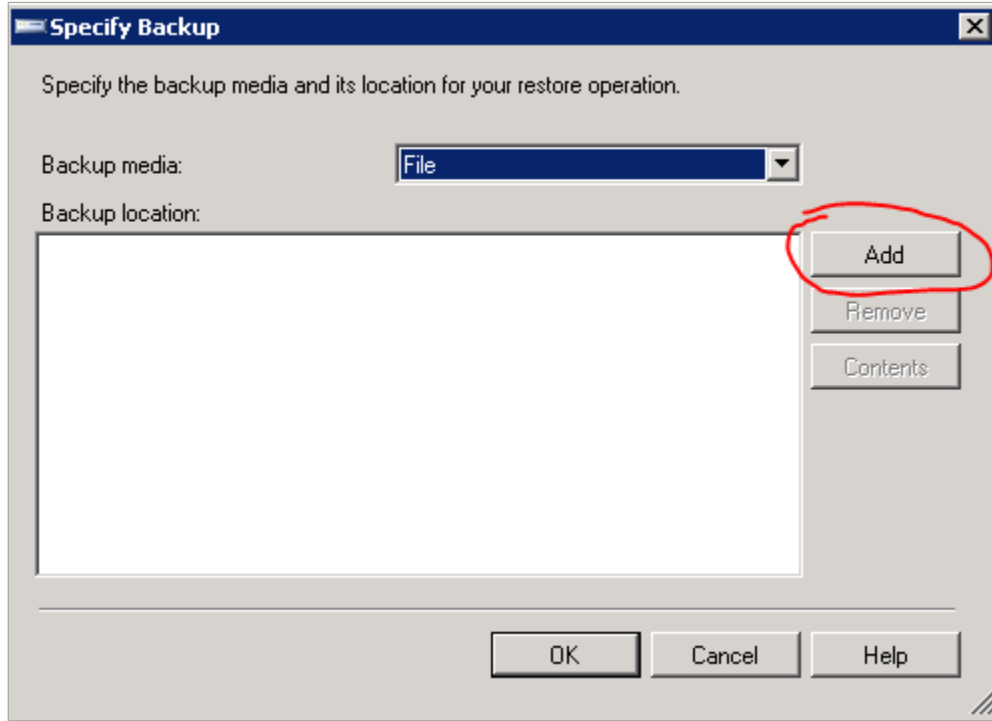 Specify Backup
Specify the backup media and its location for your restore operation.
Backup media: File
Backup location:
Add
Remove
Contents
OK Cancel Help